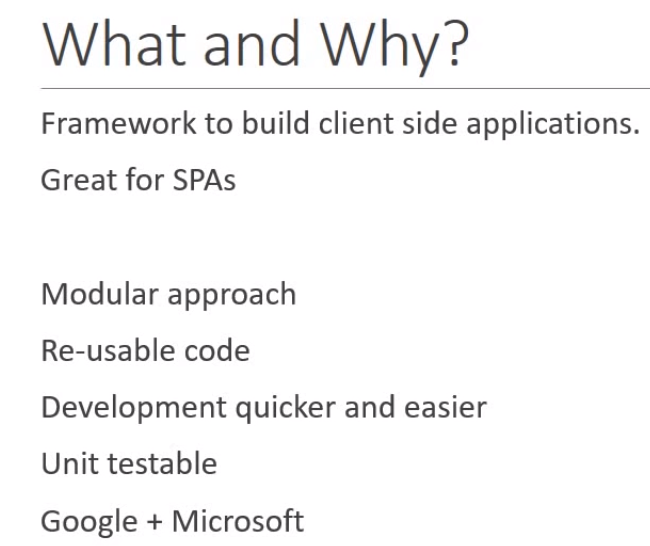 What and Why?
Framework to build client side applications.
Great for SPAs
Modular approach
Re-usable code
Development quicker and easier
Unit testable
Google + Microsoft